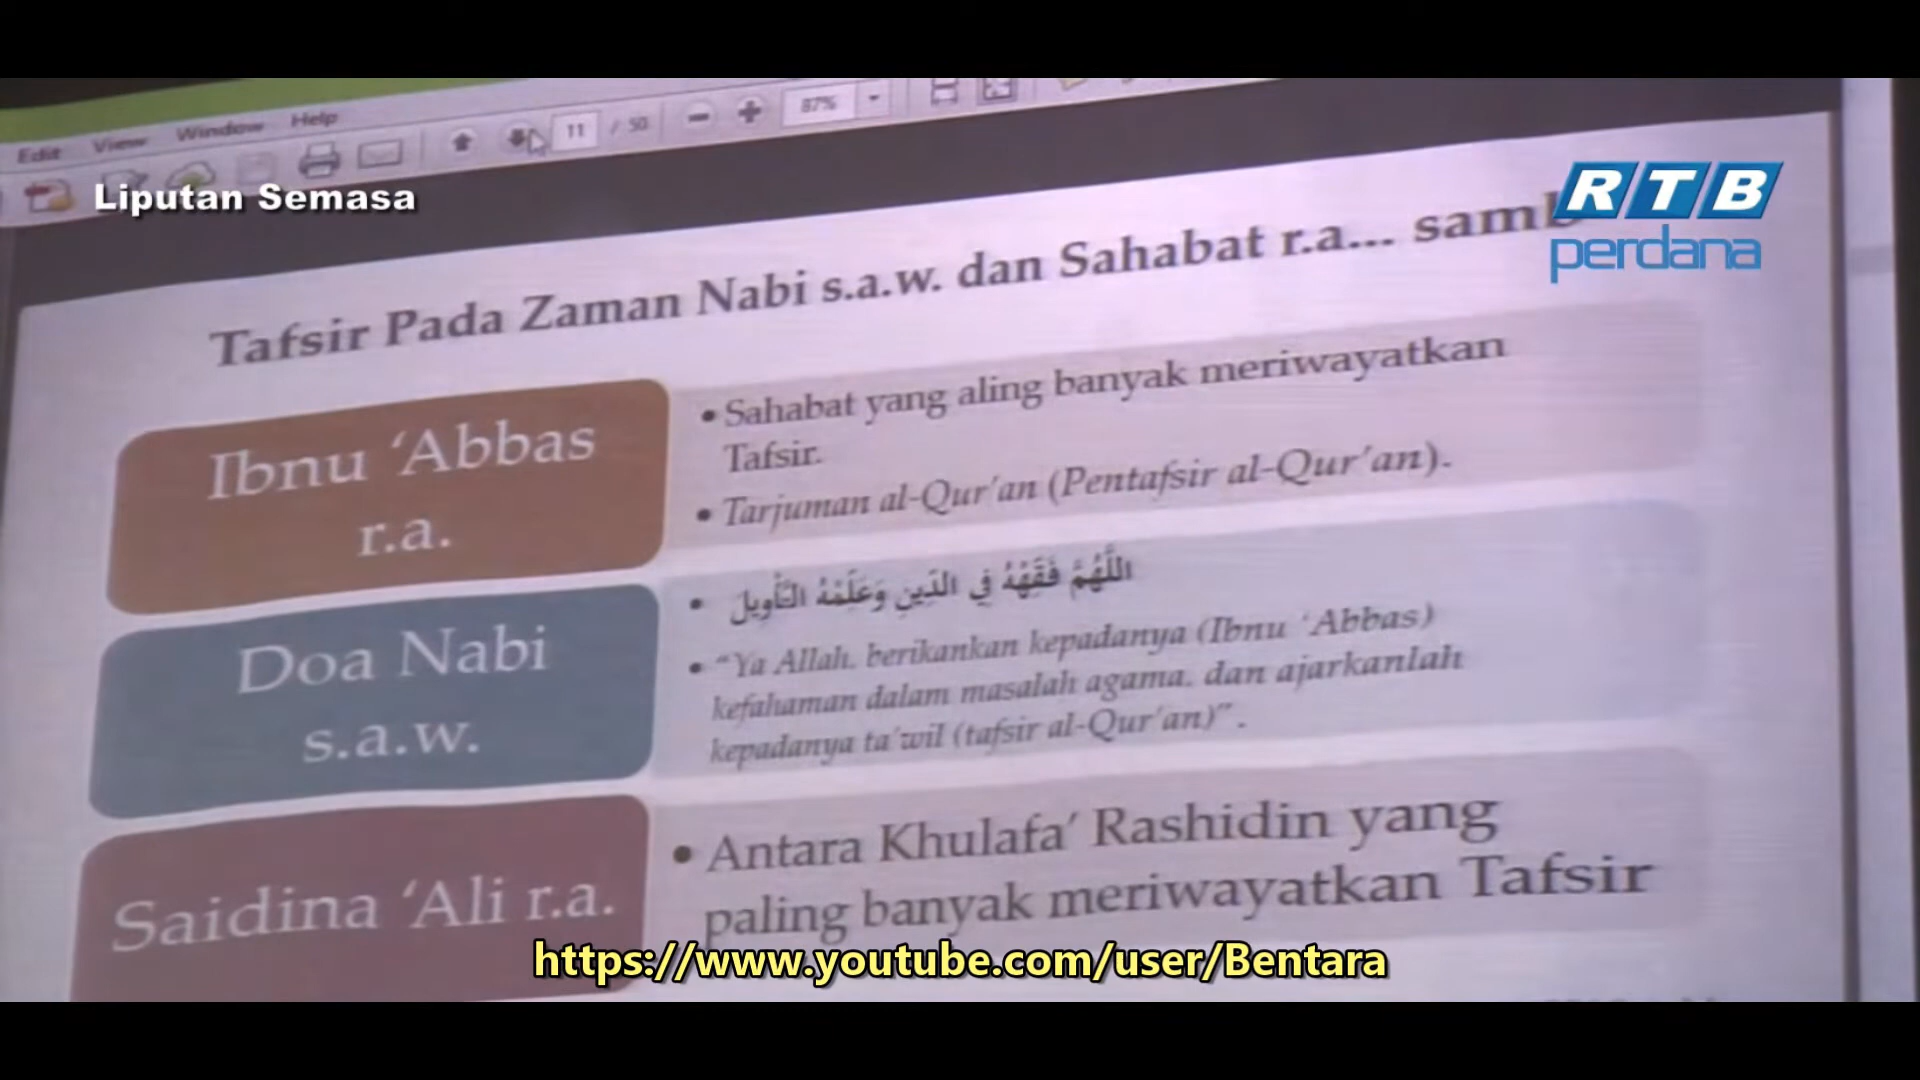 Edit View Window Help
11 / 50 87%
Liputan Semasa
RTB
perdana
Tafsir Pada Zaman Nabi s.a.w. dan Sahabat r.a... samb
Ibnu ‘Abbas
r.a.
• Sahabat yang aling banyak meriwayatkan
Tafsir.
• Tarjuman al-Qur’an (Pentafsir al-Qur’an).
Doa Nabi
s.a.w.
• اللَّهُمَّ فَقِّهْهُ فِي الدِّينِ وَعَلِّمْهُ التَّأْوِيلَ
• “Ya Allah, berikankan kepadanya (Ibnu ‘Abbas)
kefahaman dalam masalah agama, dan ajarkanlah
kepadanya ta’wil (tafsir al-Qur’an)” .
Saidina ‘Ali r.a.
• Antara Khulafa’ Rashidin yang
paling banyak meriwayatkan Tafsir
https://www.youtube.com/user/Bentara